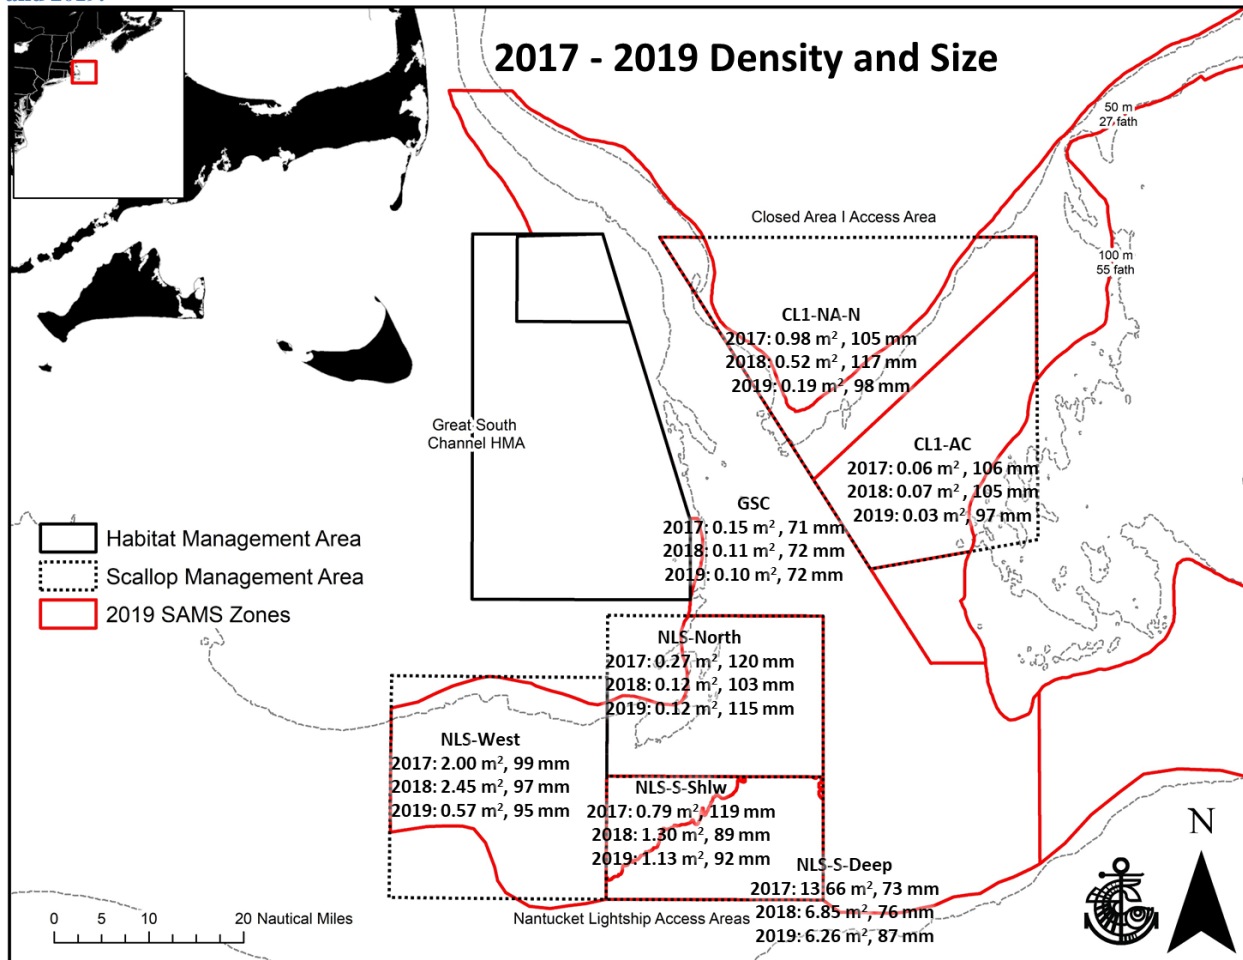 2017 - 2019 Density and Size
50 m
27 fath
Closed Area I Access Area
100 m
55 fath
CL1-NA-N
2017: 0.98 m², 105 mm
2018: 0.52 m², 117 mm
2019: 0.19 m², 98 mm
Great South
Channel HMA
CL1-AC
2017: 0.06 m², 106 mm
2018: 0.07 m², 105 mm
2019: 0.03 m², 97 mm
GSC
2017: 0.15 m², 71 mm
2018: 0.11 m², 72 mm
2019: 0.10 m², 72 mm
Habitat Management Area
Scallop Management Area
2019 SAMS Zones
NLS-North
2017: 0.27 m², 120 mm
2018: 0.12 m², 103 mm
2019: 0.12 m², 115 mm
NLS-West
2017: 2.00 m², 99 mm
2018: 2.45 m², 97 mm
2019: 0.57 m², 95 mm
NLS-S-Shlw
2017: 0.79 m², 119 mm
2018: 1.30 m², 89 mm
2019: 1.13 m², 92 mm
NLS-S-Deep
2017: 13.66 m², 73 mm
2018: 6.85 m², 76 mm
2019: 6.26 m², 87 mm
N
0 5 10 20 Nautical Miles
Nantucket Lightship Access Areas